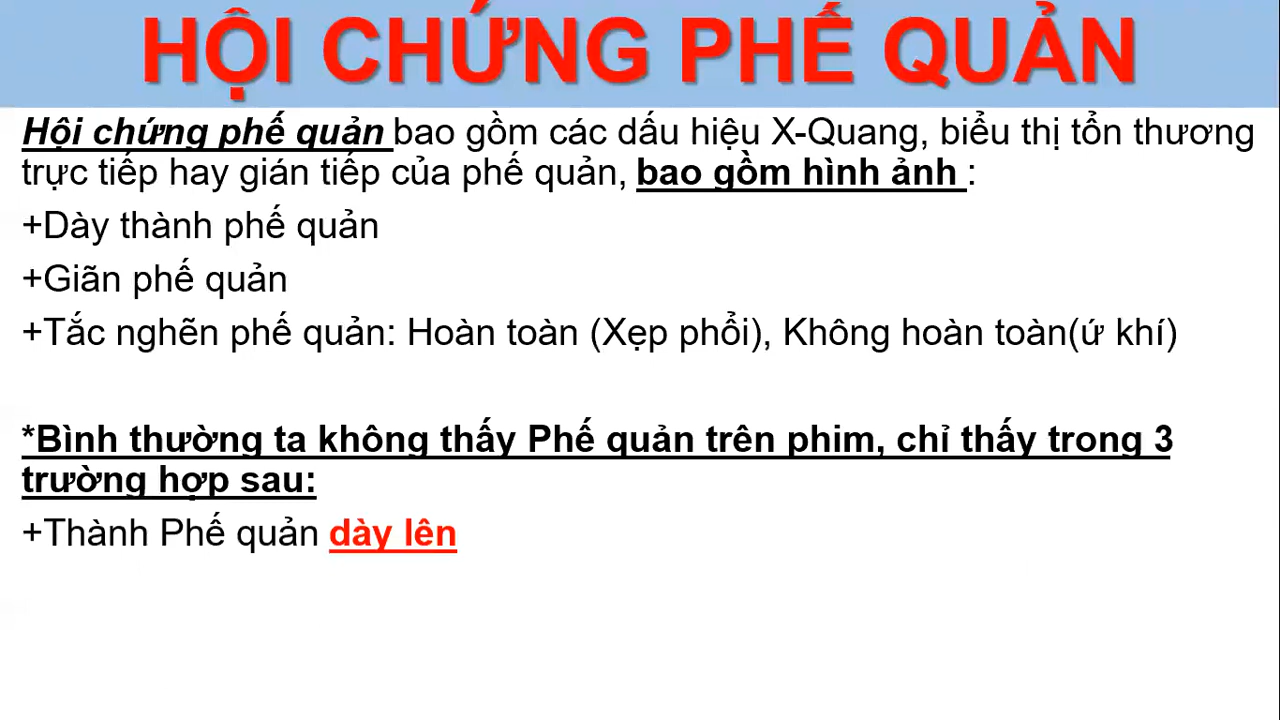 HỘI CHỨNG PHẾ QUẢN
Hội chứng phế quản bao gồm các dấu hiệu X-Quang, biểu thị tổn thương
trực tiếp hay gián tiếp của phế quản, bao gồm hình ảnh :
+Dày thành phế quản
+Giãn phế quản
+Tắc nghẽn phế quản: Hoàn toàn (Xẹp phổi), Không hoàn toàn(ứ khí)
*Bình thường ta không thấy Phế quản trên phim, chỉ thấy trong 3
trường hợp sau:
+Thành Phế quản dày lên